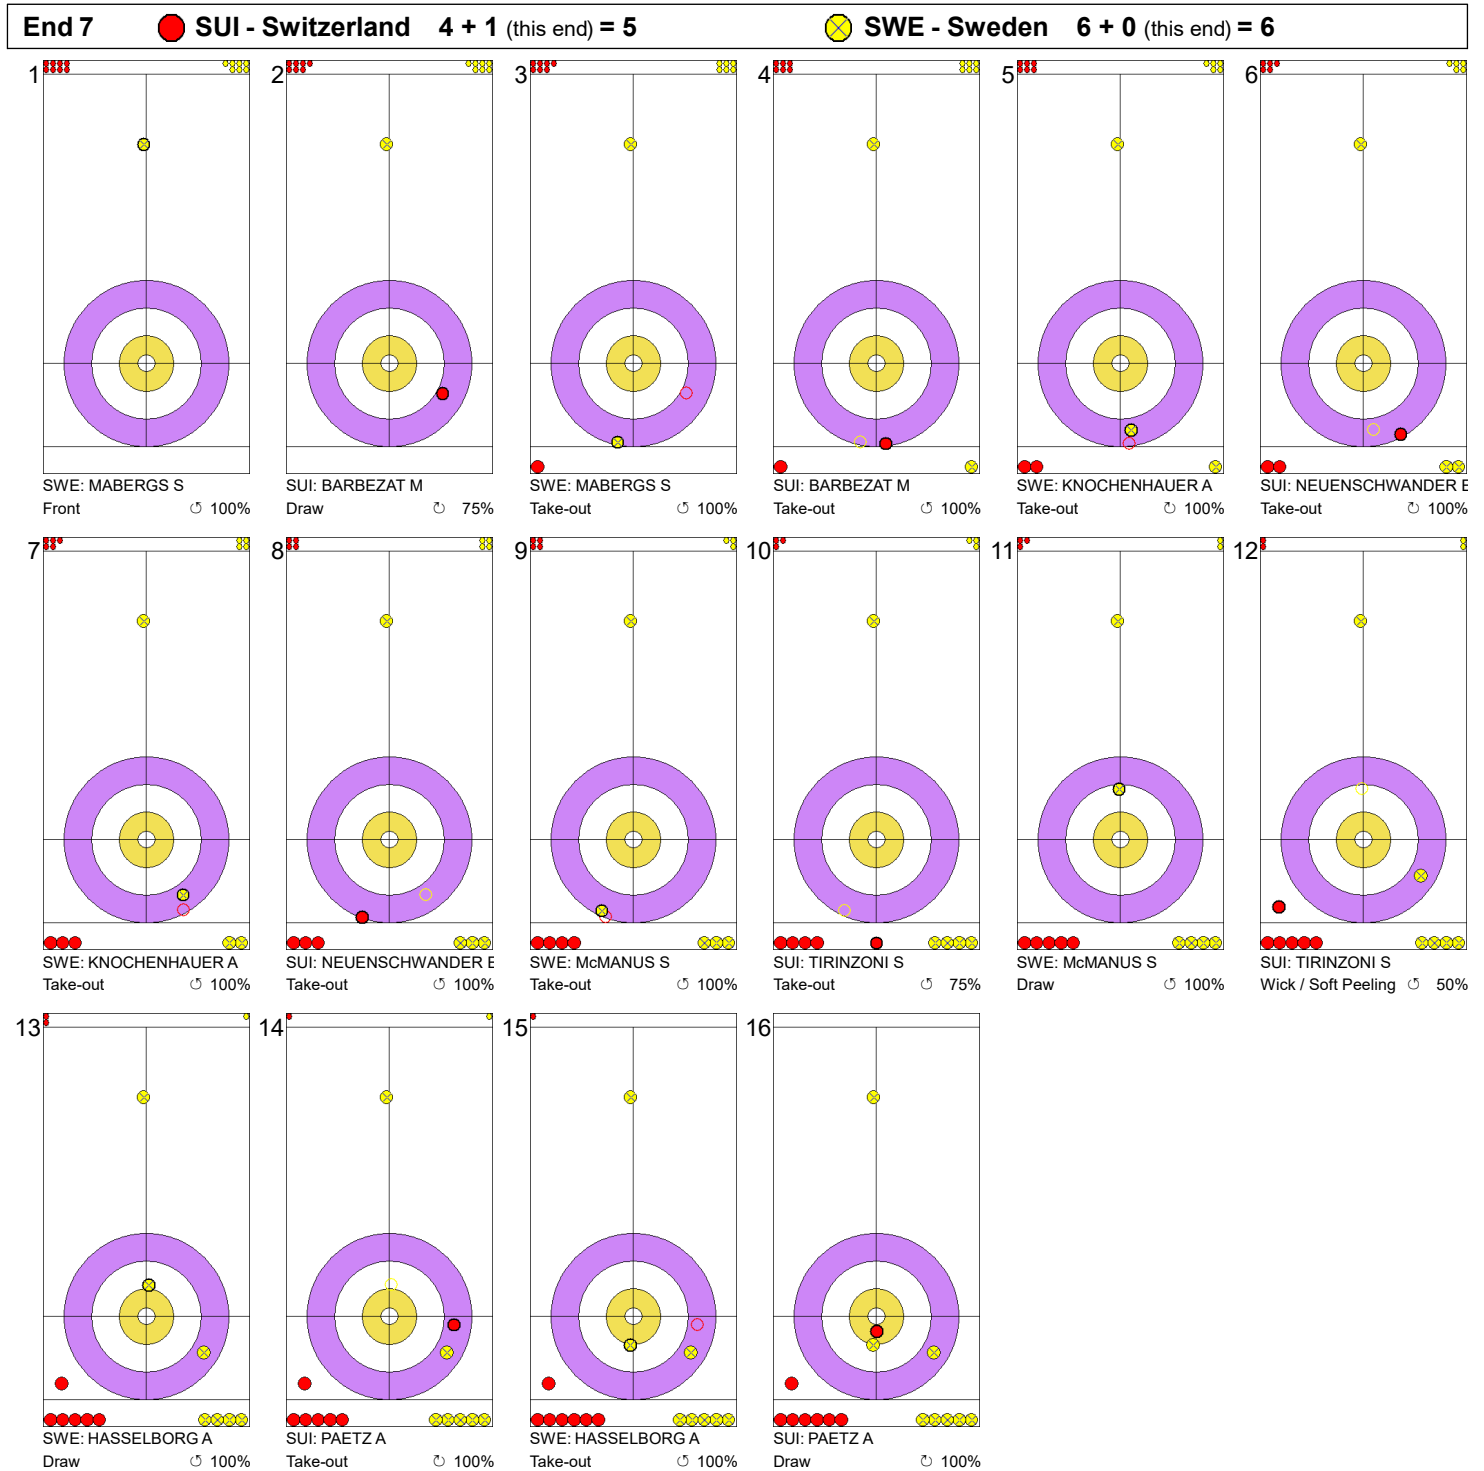 End 7 SUI - Switzerland 4 + 1 (this end) = 5 SWE - Sweden 6 + 0 (this end) = 6
1 2 3 4 5 6
SWE: MABERGS S SUI: BARBEZAT M SWE: MABERGS S SUI: BARBEZAT M SWE: KNOCHENHAUER A SUI: NEUENSCHWANDER E
Front ↺ 100% Draw ↻ 75% Take-out ↺ 100% Take-out ↺ 100% Take-out ↺ 100% Take-out ↻ 100%
7 8 9 10 11 12
SWE: KNOCHENHAUER A SUI: NEUENSCHWANDER E SWE: McMANUS S SUI: TIRINZONI S SWE: McMANUS S SUI: TIRINZONI S
Take-out ↺ 100% Take-out ↺ 100% Take-out ↺ 100% Take-out ↺ 75% Draw ↺ 100% Wick / Soft Peeling ↺ 50%
13 14 15 16
SWE: HASSELBORG A SUI: PAETZ A SWE: HASSELBORG A SUI: PAETZ A
Draw ↺ 100% Take-out ↺ 100% Take-out ↺ 100% Draw ↺ 100%